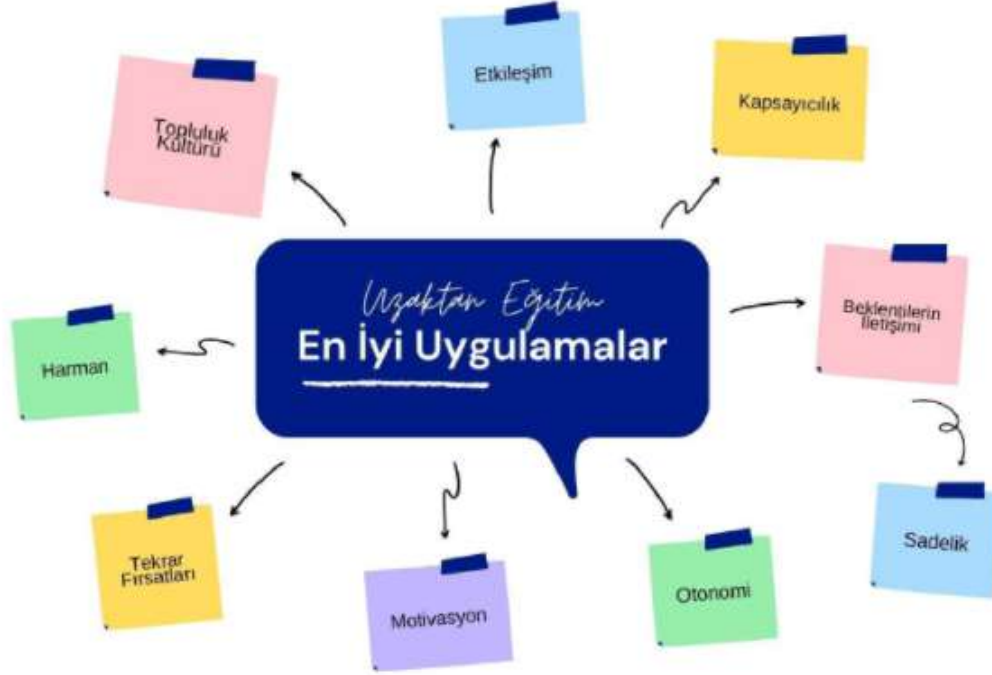 Etkileşim
Kapsayıcılık
Topluluk
Kültürü
Uzaktan Eğitim
En İyi Uygulamalar
Beklentilerin
İletişimi
Harman
Sadelik
Tekrar
Fırsatları
Motivasyon
Otonomi